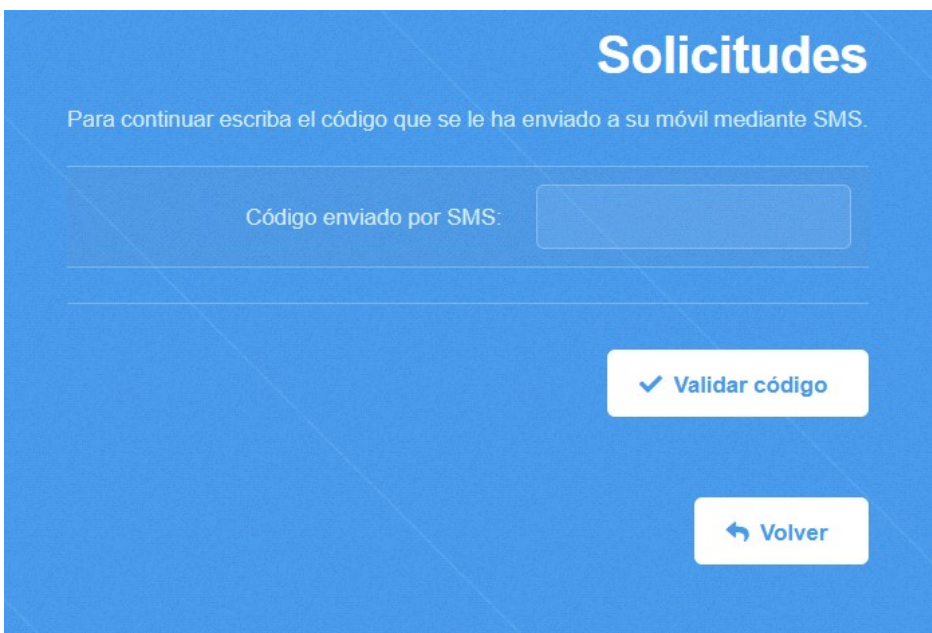 Solicitudes
Para continuar escriba el código que se le ha enviado a su móvil mediante SMS.
Código enviado por SMS:
Validar código
Volver